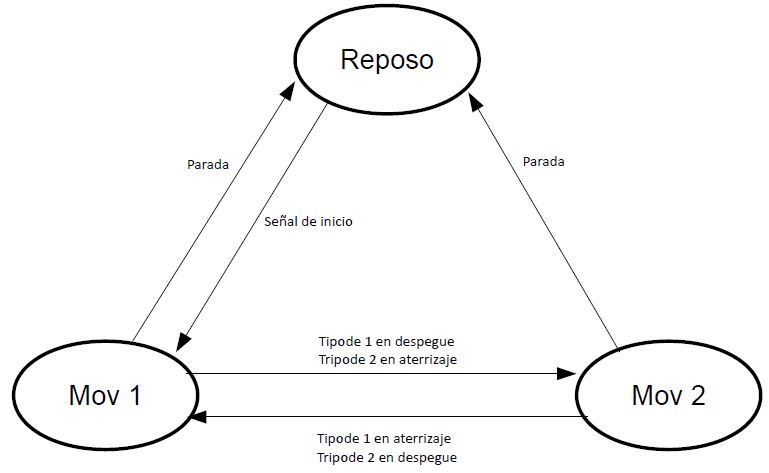 Reposo
Parada
Parada
Señal de inicio
Tipode 1 en despegue
Tripode 2 en aterrizaje
Mov 1
Mov 2
Tipode 1 en aterrizaje
Tripode 2 en despegue